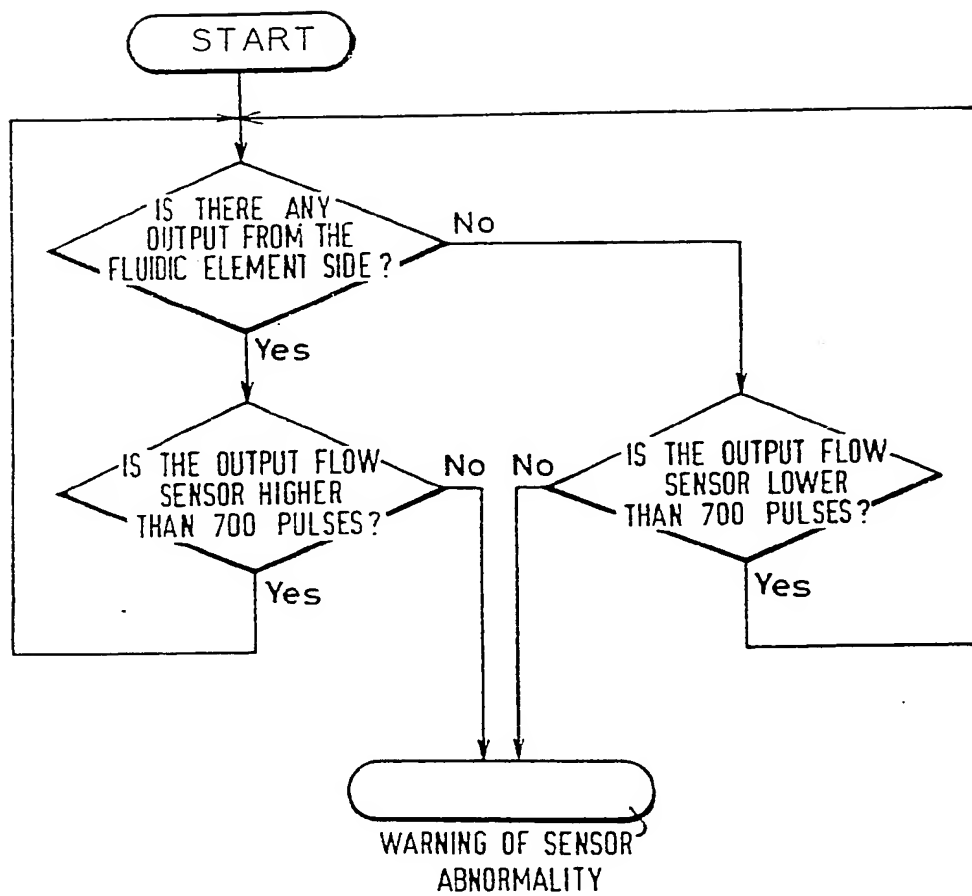 START
IS THERE ANY
OUTPUT FROM THE
FLUIDIC ELEMENT SIDE?
No
Yes
IS THE OUTPUT FLOW
SENSOR HIGHER
THAN 700 PULSES?
No
Yes
No
IS THE OUTPUT FLOW
SENSOR LOWER
THAN 700 PULSES?
Yes
WARNING OF SENSOR
ABNORMALITY